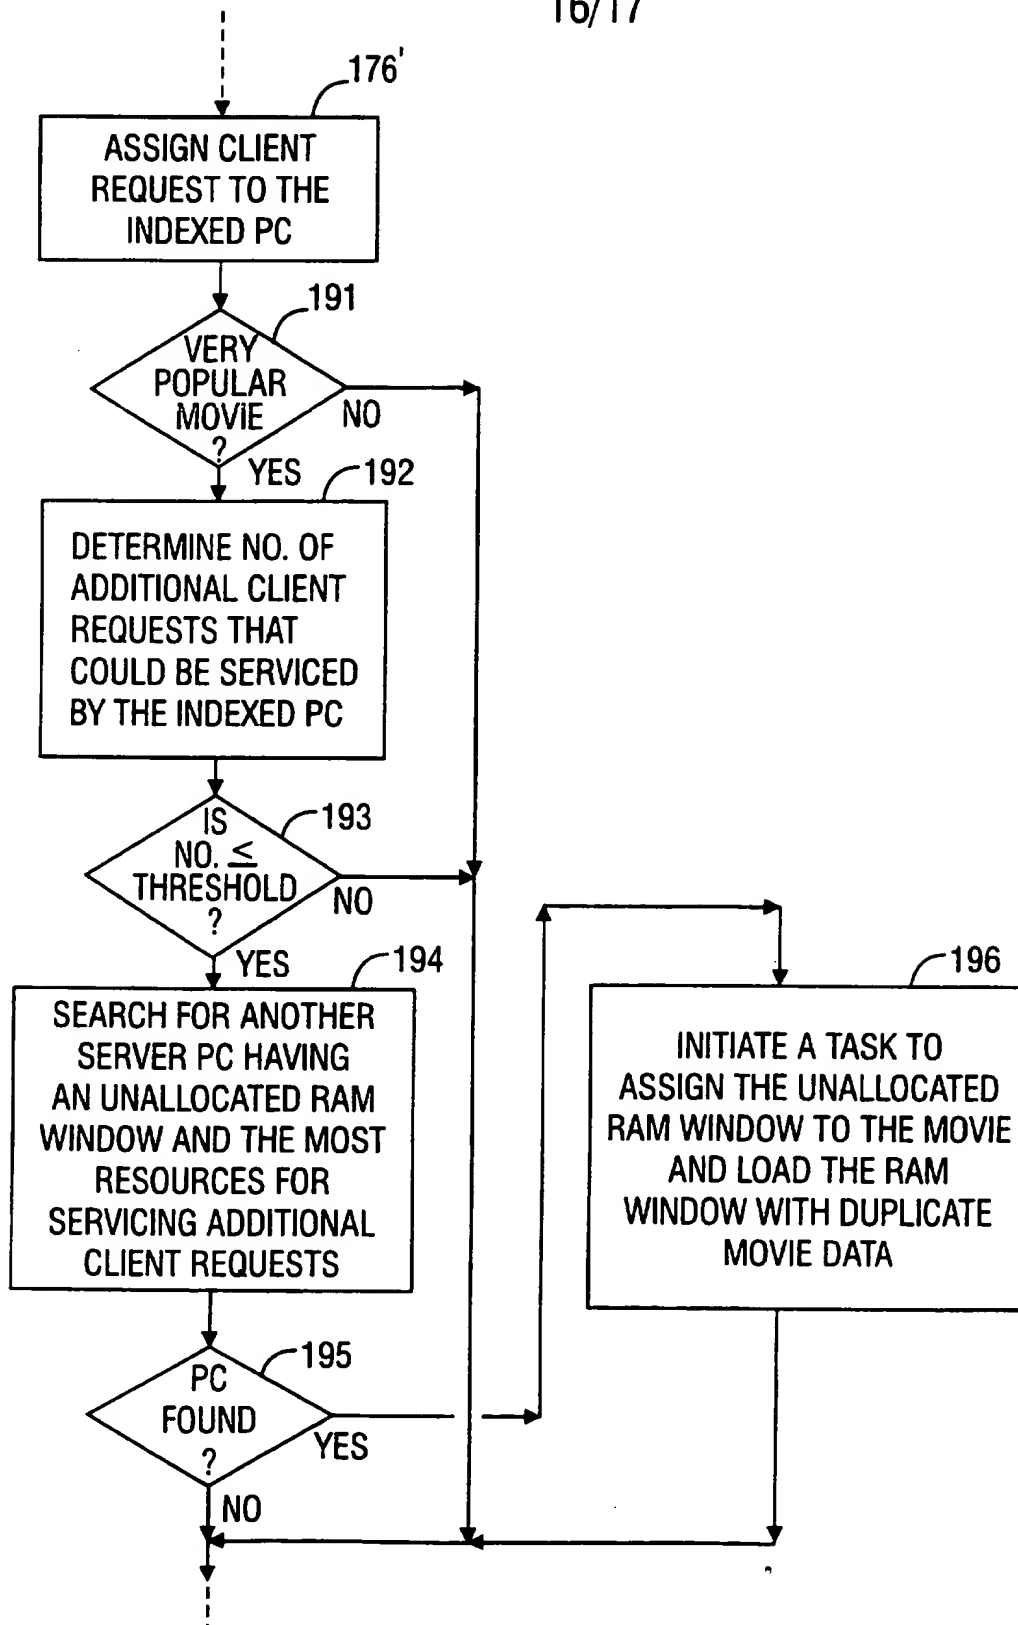 16/17
176'
ASSIGN CLIENT
REQUEST TO THE
INDEXED PC
191
VERY
POPULAR
MOVIE
?
NO
YES
192
DETERMINE NO. OF
ADDITIONAL CLIENT
REQUESTS THAT
COULD BE SERVICED
BY THE INDEXED PC
193
IS
NO. ≤
THRESHOLD
?
NO
YES
194
SEARCH FOR ANOTHER
SERVER PC HAVING
AN UNALLOCATED RAM
WINDOW AND THE MOST
RESOURCES FOR
SERVICING ADDITIONAL
CLIENT REQUESTS
195
PC
FOUND
?
YES
NO
196
INITIATE A TASK TO
ASSIGN THE UNALLOCATED
RAM WINDOW TO THE MOVIE
AND LOAD THE RAM
WINDOW WITH DUPLICATE
MOVIE DATA